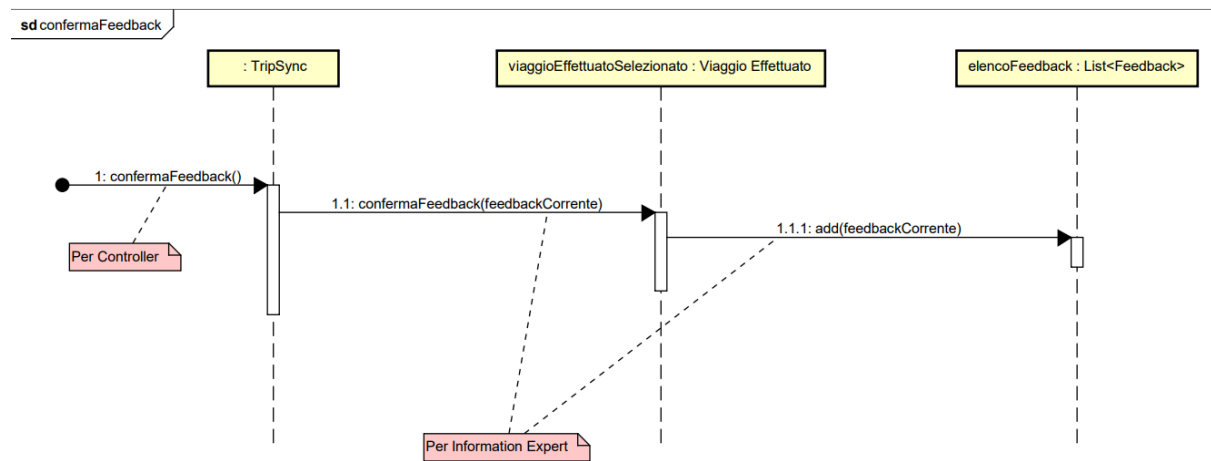 sd confermaFeedback
: TripSync
viaggioEffettuatoSelezionato : Viaggio Effettuato
elencoFeedback : List<Feedback>
1: confermaFeedback()
1.1: confermaFeedback(feedbackCorrente)
1.1.1: add(feedbackCorrente)
Per Controller
Per Information Expert